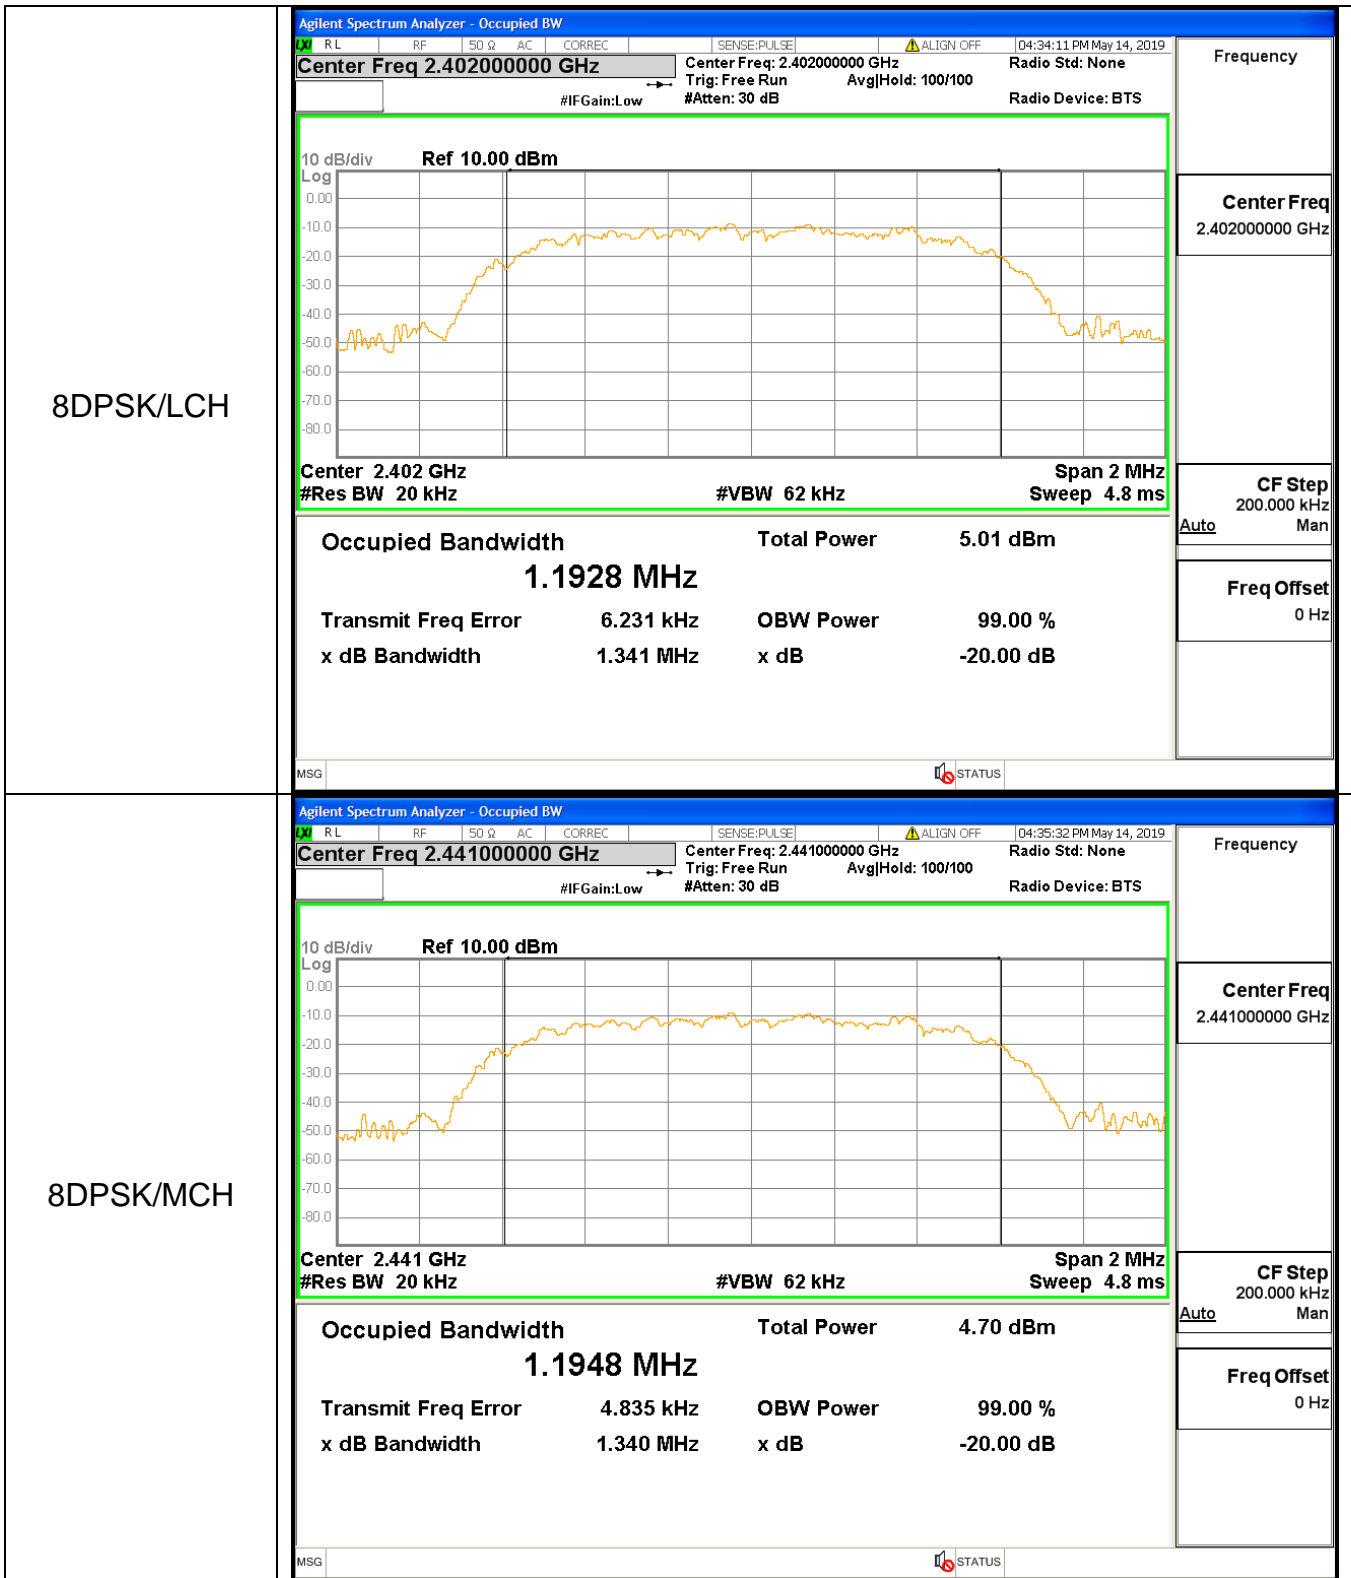 8DPSK/LCH
Agilent Spectrum Analyzer - Occupied BW
LXI RL RF 50 Ω AC CORREC SENSE:PULSE ALIGN OFF 04:34:11 PM May 14, 2019
Center Freq 2.402000000 GHz
Center Freq: 2.402000000 GHz
Radio Std: None
Trig: Free Run Avg|Hold: 100/100
#IFGain:Low
#Atten: 30 dB
Radio Device: BTS
10 dB/div Ref 10.00 dBm
Log
0.00
-10.0
-20.0
-30.0
-40.0
-50.0
-60.0
-70.0
-80.0
Center 2.402 GHz Span 2 MHz
#Res BW 20 kHz #VBW 62 kHz Sweep 4.8 ms
Occupied Bandwidth Total Power 5.01 dBm
1.1928 MHz
Transmit Freq Error 6.231 kHz OBW Power 99.00 %
x dB Bandwidth 1.341 MHz x dB -20.00 dB
MSG STATUS
Frequency
Center Freq
2.402000000 GHz
CF Step
200.000 kHz
Auto Man
Freq Offset
0 Hz
8DPSK/MCH
Agilent Spectrum Analyzer - Occupied BW
LXI RL RF 50 Ω AC CORREC SENSE:PULSE ALIGN OFF 04:35:32 PM May 14, 2019
Center Freq 2.441000000 GHz
Center Freq: 2.441000000 GHz
Radio Std: None
Trig: Free Run Avg|Hold: 100/100
#IFGain:Low
#Atten: 30 dB
Radio Device: BTS
10 dB/div Ref 10.00 dBm
Log
0.00
-10.0
-20.0
-30.0
-40.0
-50.0
-60.0
-70.0
-80.0
Center 2.441 GHz Span 2 MHz
#Res BW 20 kHz #VBW 62 kHz Sweep 4.8 ms
Occupied Bandwidth Total Power 4.70 dBm
1.1948 MHz
Transmit Freq Error 4.835 kHz OBW Power 99.00 %
x dB Bandwidth 1.340 MHz x dB -20.00 dB
MSG STATUS
Frequency
Center Freq
2.441000000 GHz
CF Step
200.000 kHz
Auto Man
Freq Offset
0 Hz